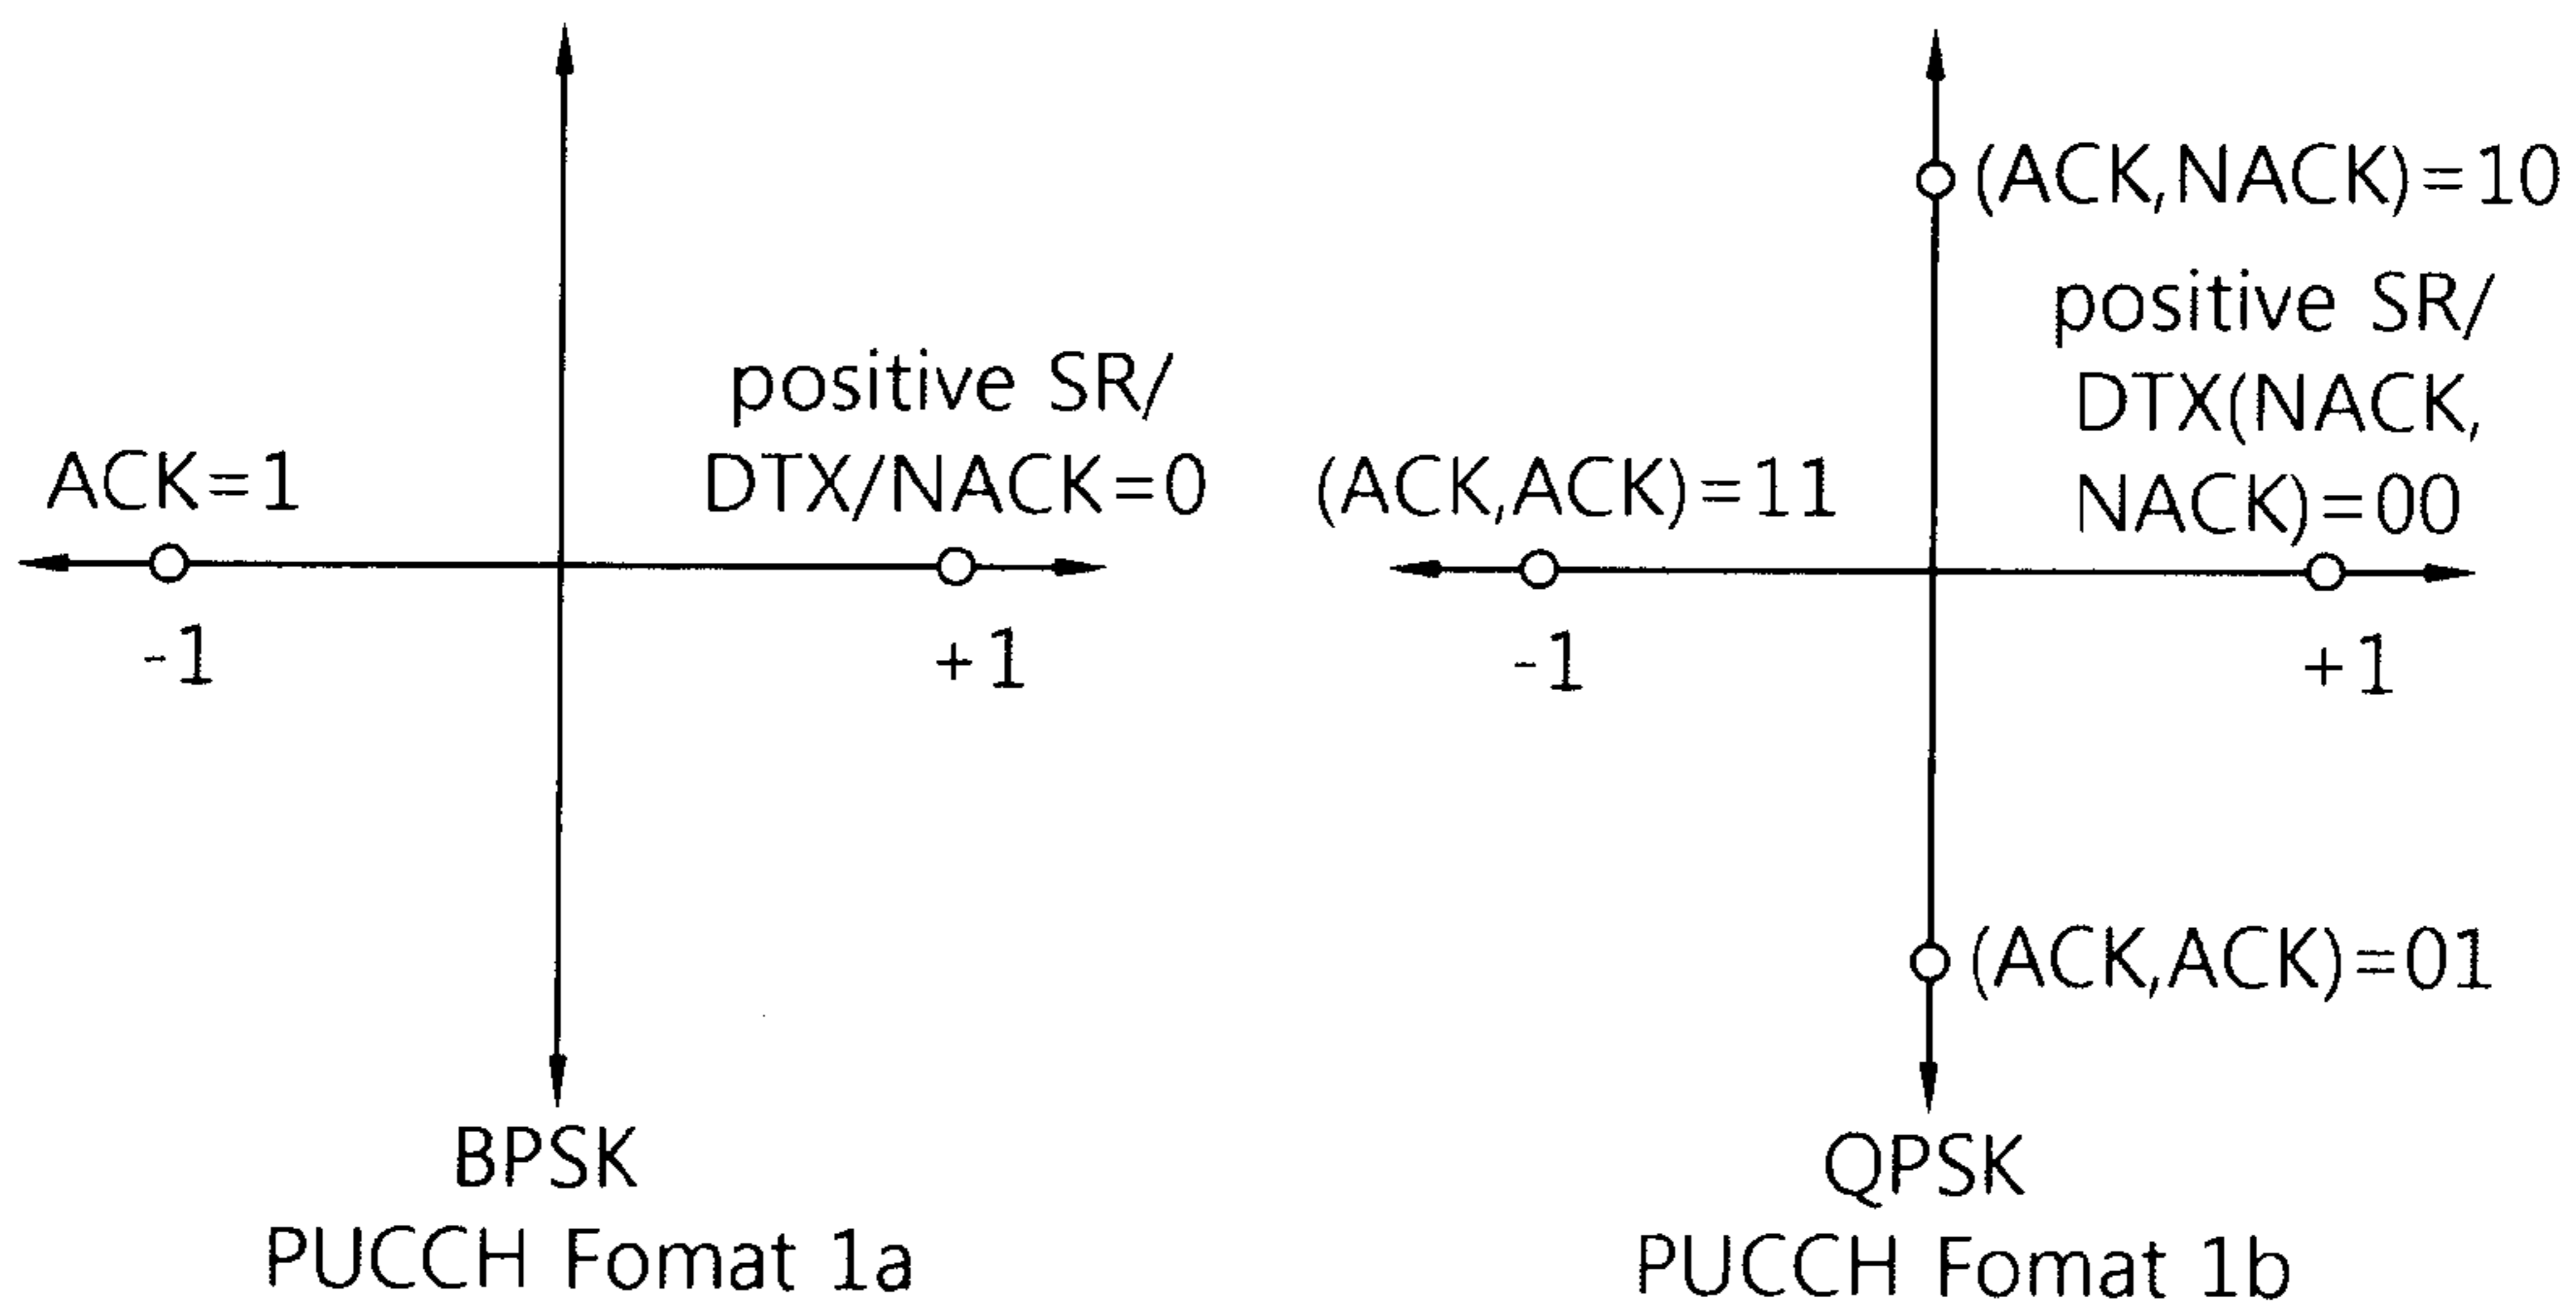 ACK=1
positive SR/
DTX/NACK=0
-1
+1
BPSK
PUCCH Fomat 1a
(ACK,NACK)=10
positive SR/
DTX(NACK,
NACK)=00
(ACK,ACK)=11
-1
+1
(ACK,ACK)=01
QPSK
PUCCH Fomat 1b